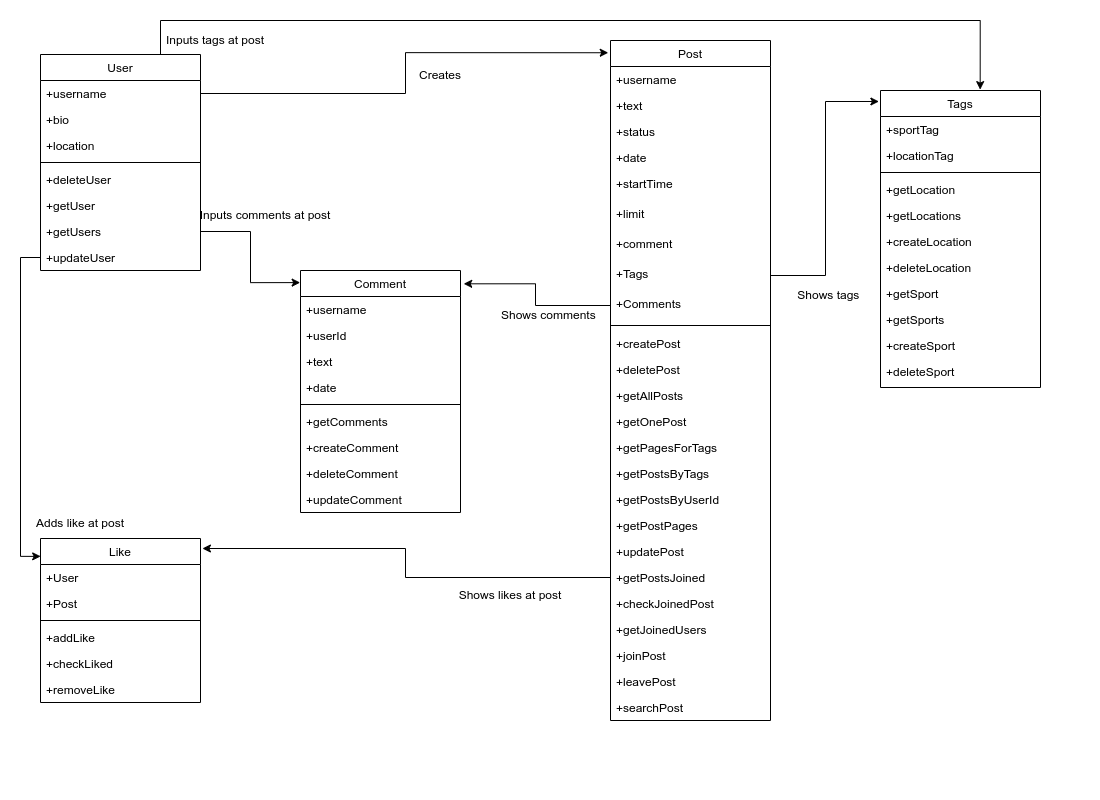 Inputs tags at post
User
+username
+bio
+location
+deleteUser
+getUser
+getUsers
+updateUser
Creates
Inputs comments at post
Post
+username
+text
+status
+date
+startTime
+limit
+comment
+Tags
+Comments
+createPost
+deletePost
+getAllPosts
+getOnePost
+getPagesForTags
+getPostsByTags
+getPostsByUserId
+getPostPages
+updatePost
+getPostsJoined
+checkJoinedPost
+getJoinedUsers
+joinPost
+leavePost
+searchPost
Tags
+sportTag
+locationTag
+getLocation
+getLocations
+createLocation
+deleteLocation
+getSport
+getSports
+createSport
+deleteSport
Shows tags
Comment
+username
+userId
+text
+date
+getComments
+createComment
+deleteComment
+updateComment
Shows comments
Adds like at post
Like
+User
+Post
+addLike
+checkLiked
+removeLike
Shows likes at post